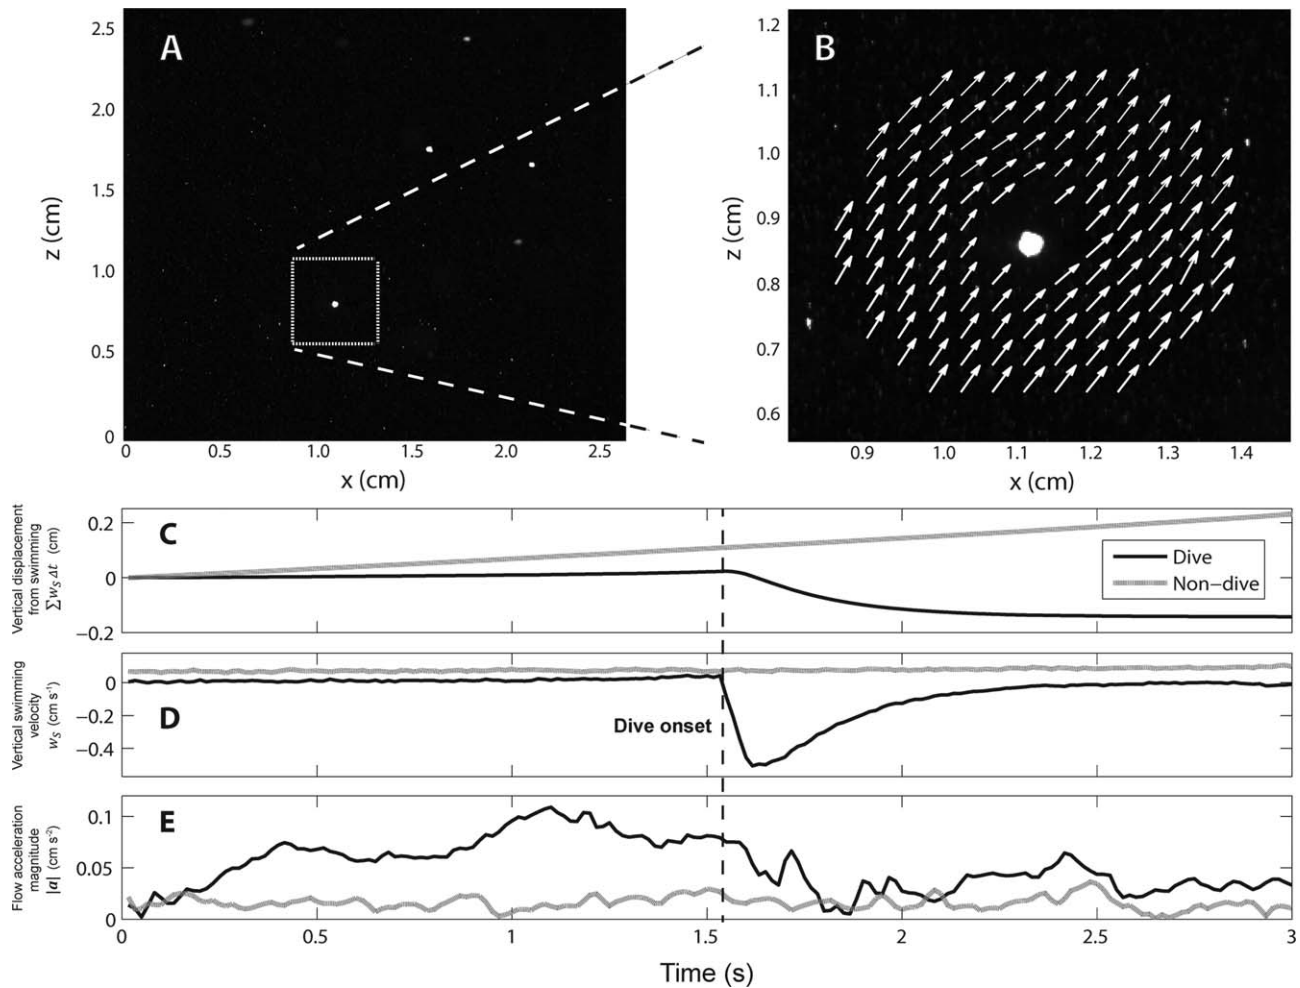 A
2.5
2.0
1.5
1.0
0.5
0
z (cm)
0
0.5
1.0
1.5
2.0
2.5
x (cm)
B
1.2
1.1
1.0
0.9
0.8
0.7
0.6
z (cm)
0.9
1.0
1.1
1.2
1.3
1.4
x (cm)
C
Vertical displacement
from swimming
∑wₛ Δt (cm)
0.2
0
−0.2
Dive
Non−dive
D
Vertical swimming
velocity
wₛ (cm s⁻¹)
0
−0.2
−0.4
Dive onset
E
Flow acceleration
magnitude
|a| (cm s⁻²)
0.1
0.05
0
0
0.5
1
1.5
2
2.5
3
Time (s)